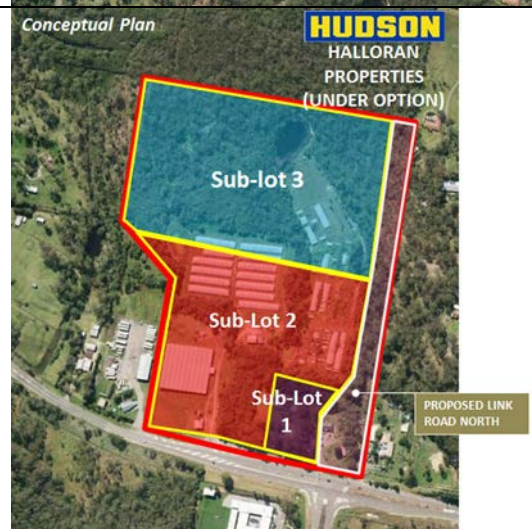 Conceptual Plan
HUDSON
HALLORAN
PROPERTIES
(UNDER OPTION)
Sub-lot 3
Sub-Lot 2
Sub-Lot
1
PROPOSED LINK
ROAD NORTH